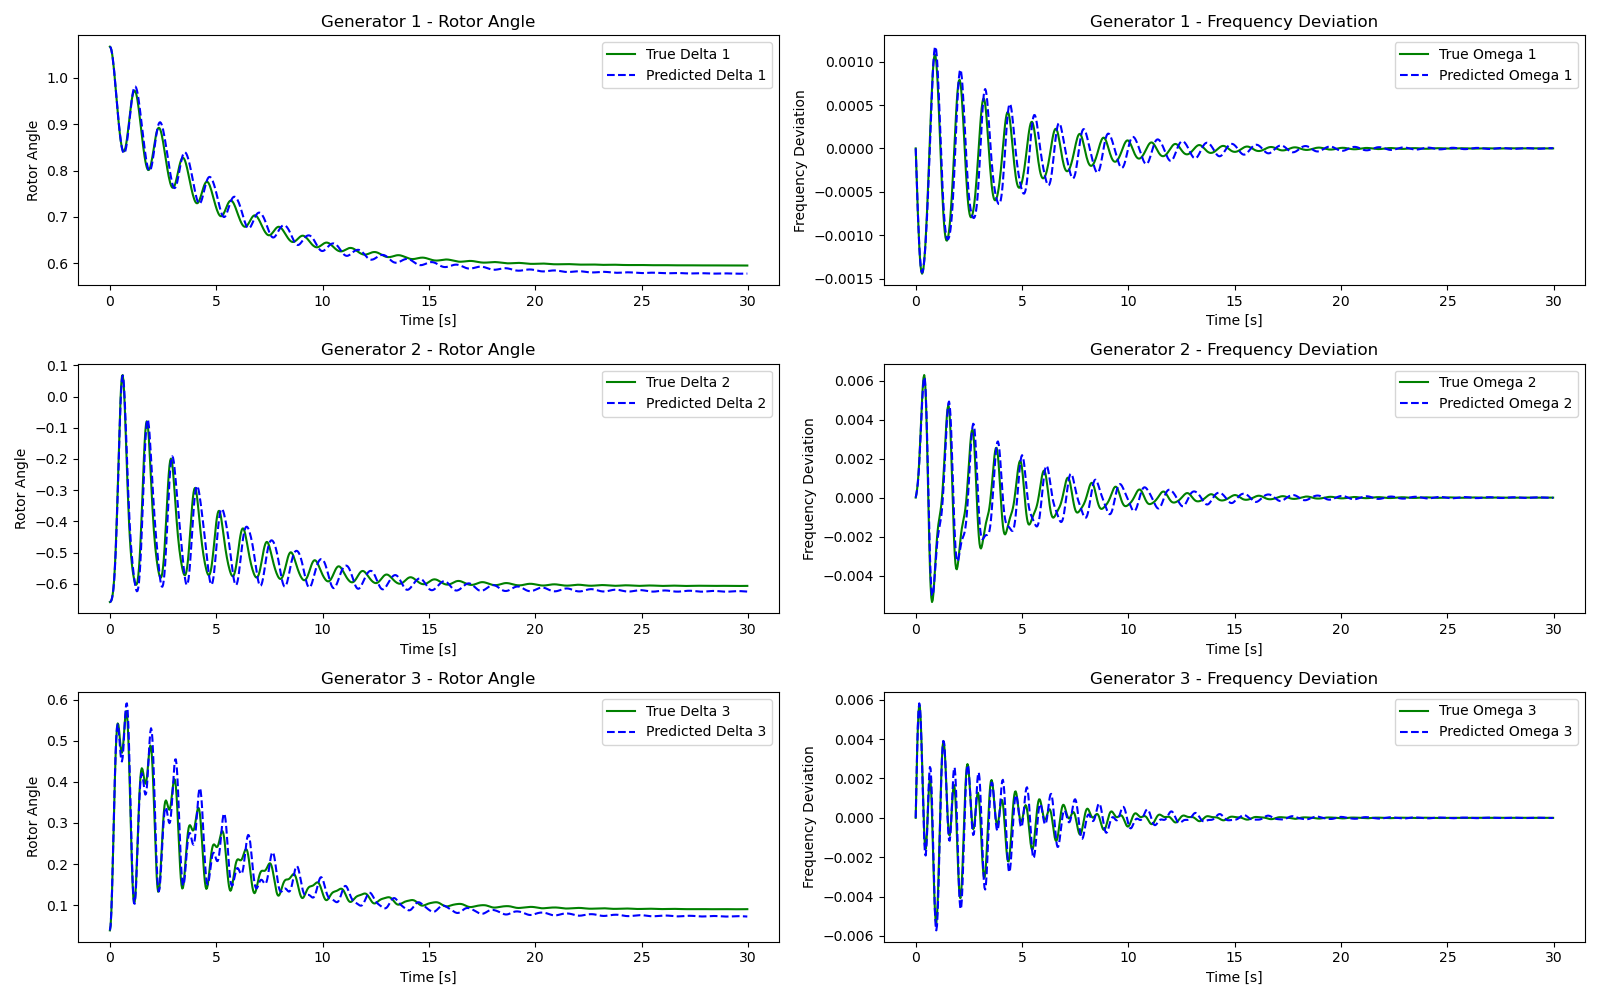 Generator 1 - Rotor Angle
Rotor Angle
1.0
0.9
0.8
0.7
0.6
True Delta 1
Predicted Delta 1
0 5 10 15 20 25 30
Time [s]
Generator 1 - Frequency Deviation
Frequency Deviation
0.0010
0.0005
0.0000
−0.0005
−0.0010
−0.0015
True Omega 1
Predicted Omega 1
0 5 10 15 20 25 30
Time [s]
Generator 2 - Rotor Angle
Rotor Angle
0.1
0.0
−0.1
−0.2
−0.3
−0.4
−0.5
−0.6
True Delta 2
Predicted Delta 2
0 5 10 15 20 25 30
Time [s]
Generator 2 - Frequency Deviation
Frequency Deviation
0.006
0.004
0.002
0.000
−0.002
−0.004
True Omega 2
Predicted Omega 2
0 5 10 15 20 25 30
Time [s]
Generator 3 - Rotor Angle
Rotor Angle
0.6
0.5
0.4
0.3
0.2
0.1
True Delta 3
Predicted Delta 3
0 5 10 15 20 25 30
Time [s]
Generator 3 - Frequency Deviation
Frequency Deviation
0.006
0.004
0.002
0.000
−0.002
−0.004
−0.006
True Omega 3
Predicted Omega 3
0 5 10 15 20 25 30
Time [s]